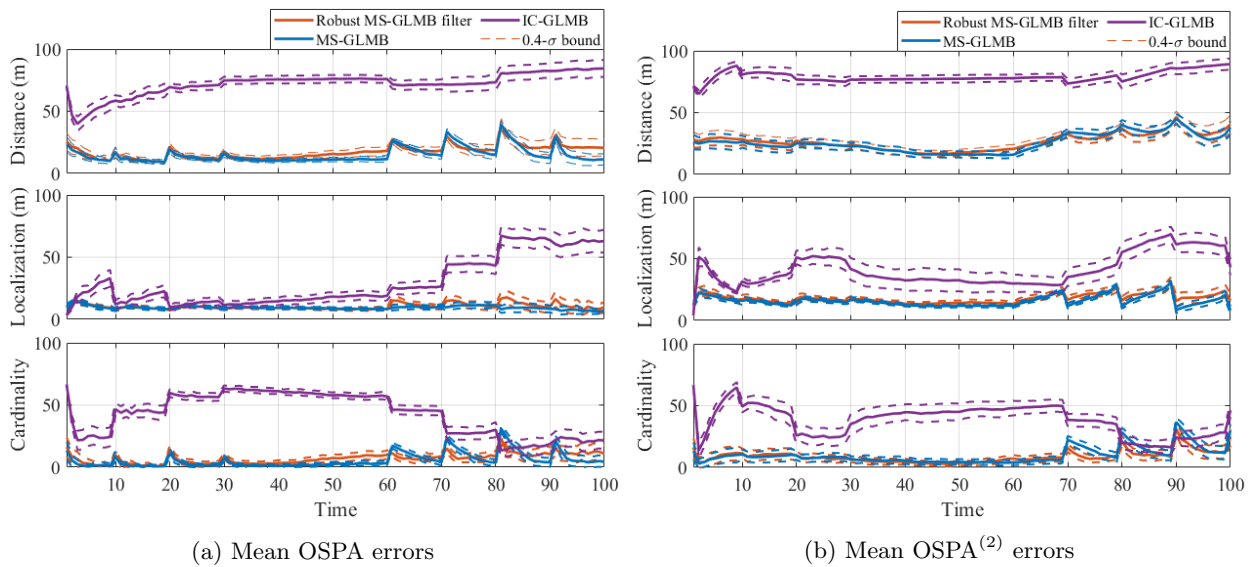 Robust MS-GLMB filter IC-GLMB
MS-GLMB 0.4-σ bound
100
50
0
Distance (m)
100
50
0
Localization (m)
100
50
0
Cardinality
10 20 30 40 50 60 70 80 90 100
Time
(a) Mean OSPA errors
Robust MS-GLMB filter IC-GLMB
MS-GLMB 0.4-σ bound
100
50
0
Distance (m)
100
50
0
Localization (m)
100
50
0
Cardinality
10 20 30 40 50 60 70 80 90 100
Time
(b) Mean OSPA⁽²⁾ errors